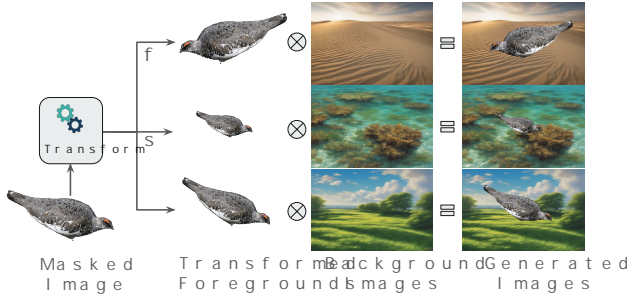 f
Transform
s
Masked
Image
Transformed
Foregrounds
Background
Images
Generated
Images